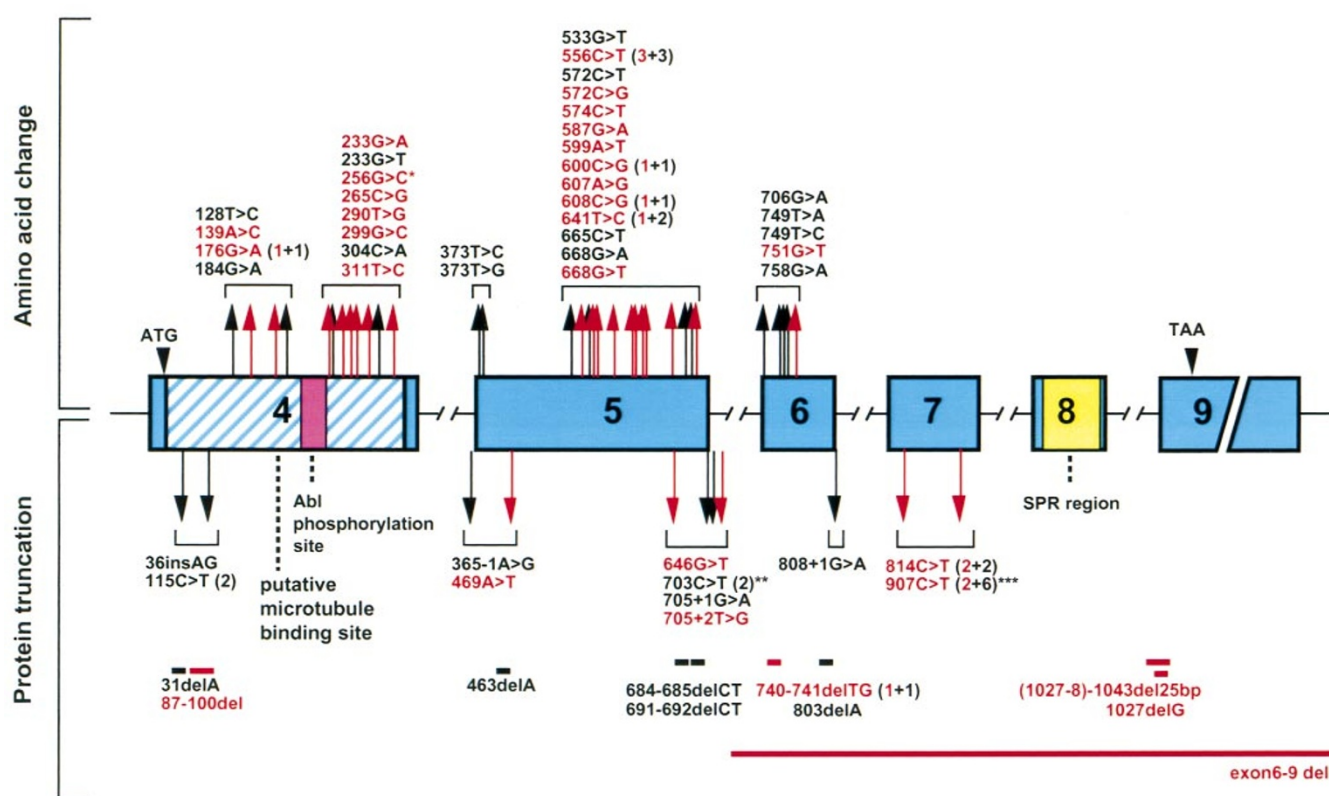 Amino acid change
533G>T
556C>T (3+3)
572C>T
572C>G
574C>T
587G>A
599A>T
600C>G (1+1)
607A>G
608C>G (1+1)
641T>C (1+2)
665C>T
668G>A
668G>T
233G>A
233G>T
256G>C*
265C>G
290T>G
299G>C
304C>A
311T>C
128T>C
139A>C
176G>A (1+1)
184G>A
373T>C
373T>G
706G>A
749T>A
749T>C
751G>T
758G>A
ATG
TAA
4
5
6
7
8
9
Protein truncation
Abl
phosphorylation
site
SPR region
36insAG
115C>T (2)
putative
microtubule
binding site
365-1A>G
469A>T
646G>T
703C>T (2)**
705+1G>A
705+2T>G
808+1G>A
814C>T (2+2)
907C>T (2+6)***
31delA
87-100del
463delA
684-685delCT
691-692delCT
740-741delTG (1+1)
803delA
(1027-8)-1043del25bp
1027delG
exon6-9 del